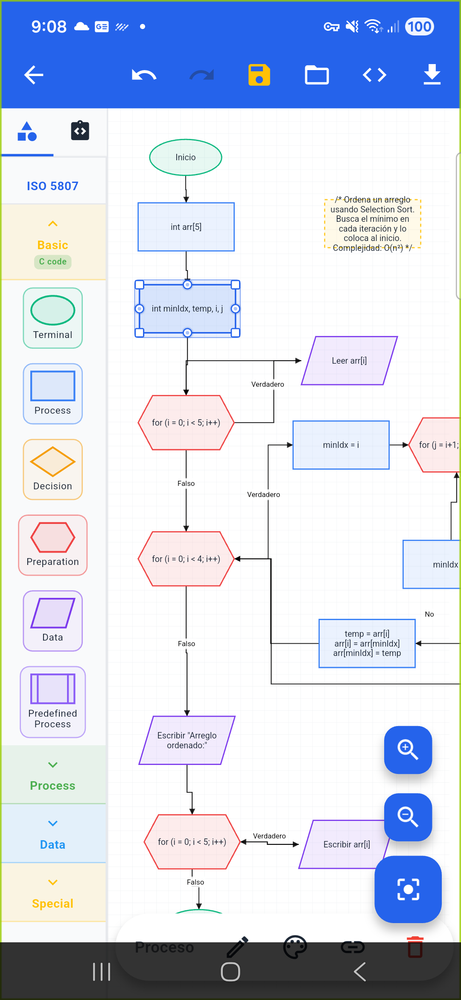 9:08
GE
100
ISO 5807
Basic
C code
Terminal
Process
Decision
Preparation
Data
Predefined
Process
Process
Data
Special
Inicio
int arr[5]
/* Ordena un arreglo
usando Selection Sort.
Busca el mínimo en
cada iteración y lo
coloca al inicio.
Complejidad: O(n²) */
int minIdx, temp, i, j
Leer arr[i]
Verdadero
for (i = 0; i < 5; i++)
minIdx = i
for (j = i+1;
Falso
Verdadero
for (i = 0; i < 4; i++)
minIdx
No
temp = arr[i]
arr[i] = arr[minIdx]
arr[minIdx] = temp
Falso
Escribir "Arreglo
ordenado:"
for (i = 0; i < 5; i++)
Verdadero
Escribir arr[i]
Falso
Proceso